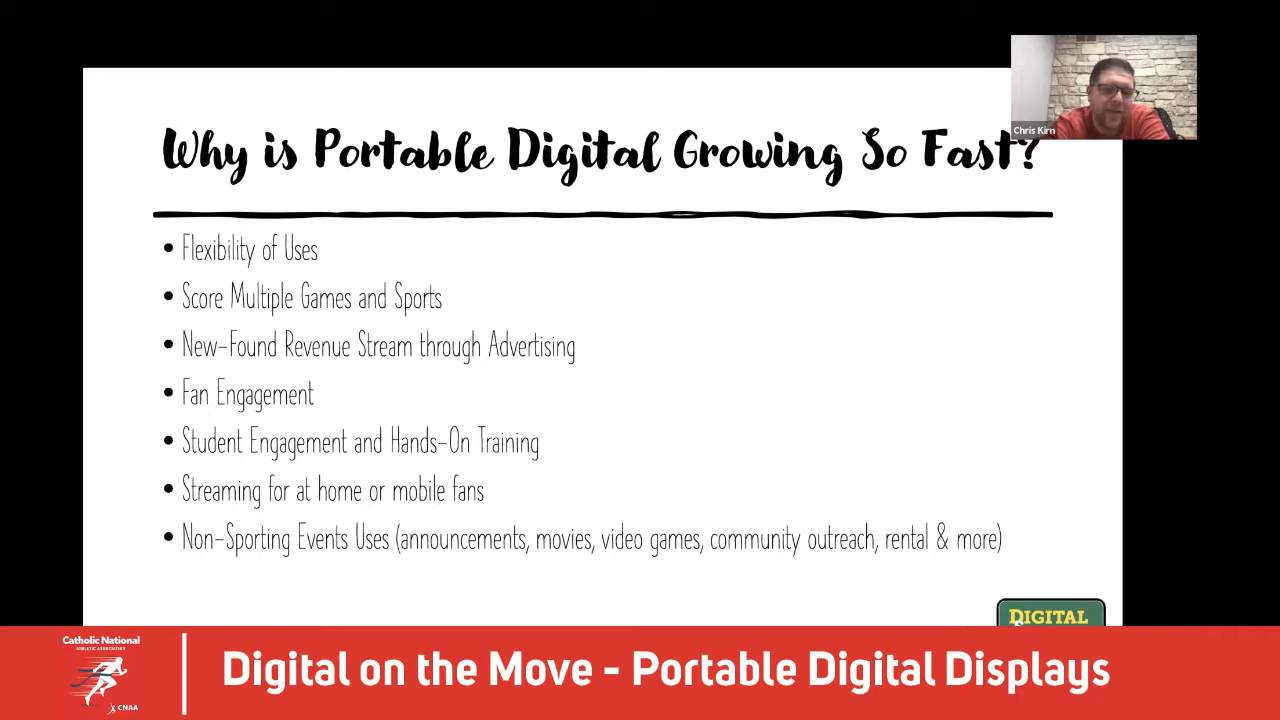 Chris Kirn
Why is Portable Digital Growing So Fast?
• Flexibility of Uses
• Score Multiple Games and Sports
• New-Found Revenue Stream through Advertising
• Fan Engagement
• Student Engagement and Hands-On Training
• Streaming for at home or mobile fans
• Non-Sporting Events Uses (announcements, movies, video games, community outreach, rental & more)
DIGITAL
Catholic National
ATHLETIC ASSOCIATION
CNAA
Digital on the Move - Portable Digital Displays